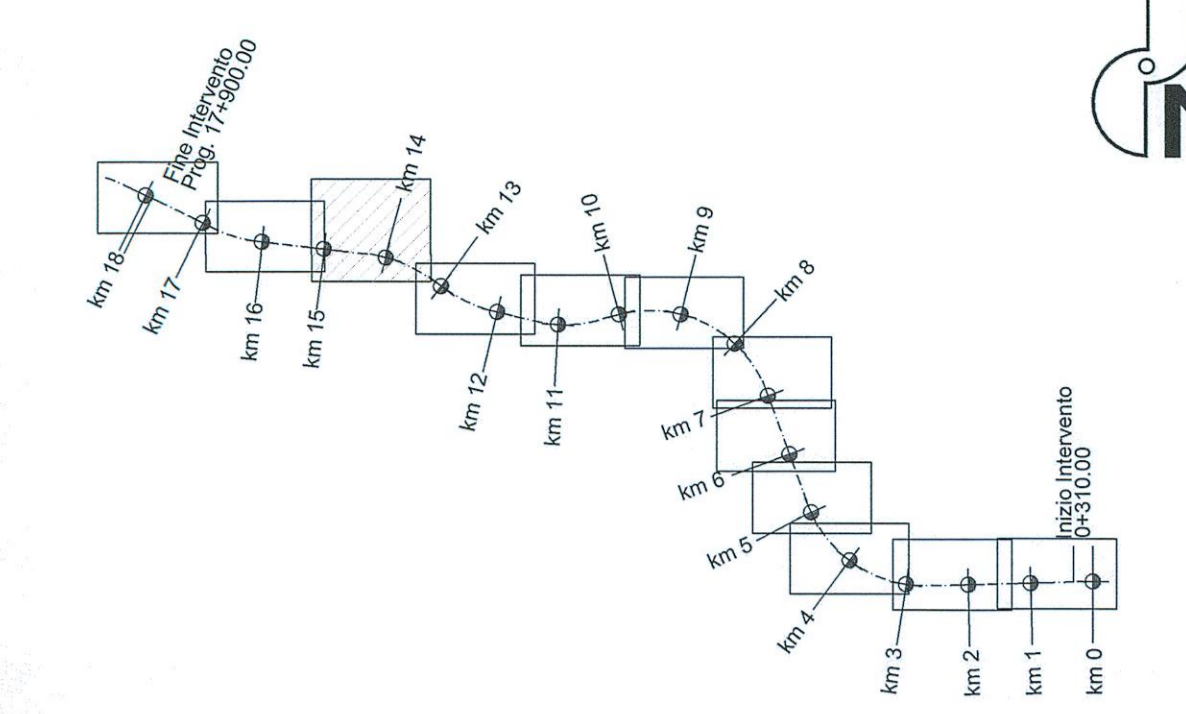 Fine Intervento
Prog. 17+900.00
km 18
km 17
km 16
km 15
km 14
km 13
km 12
km 11
km 10
km 9
km 8
km 7
km 6
km 5
km 4
km 3
km 2
km 1
km 0
Inizio Intervento
0+310.00